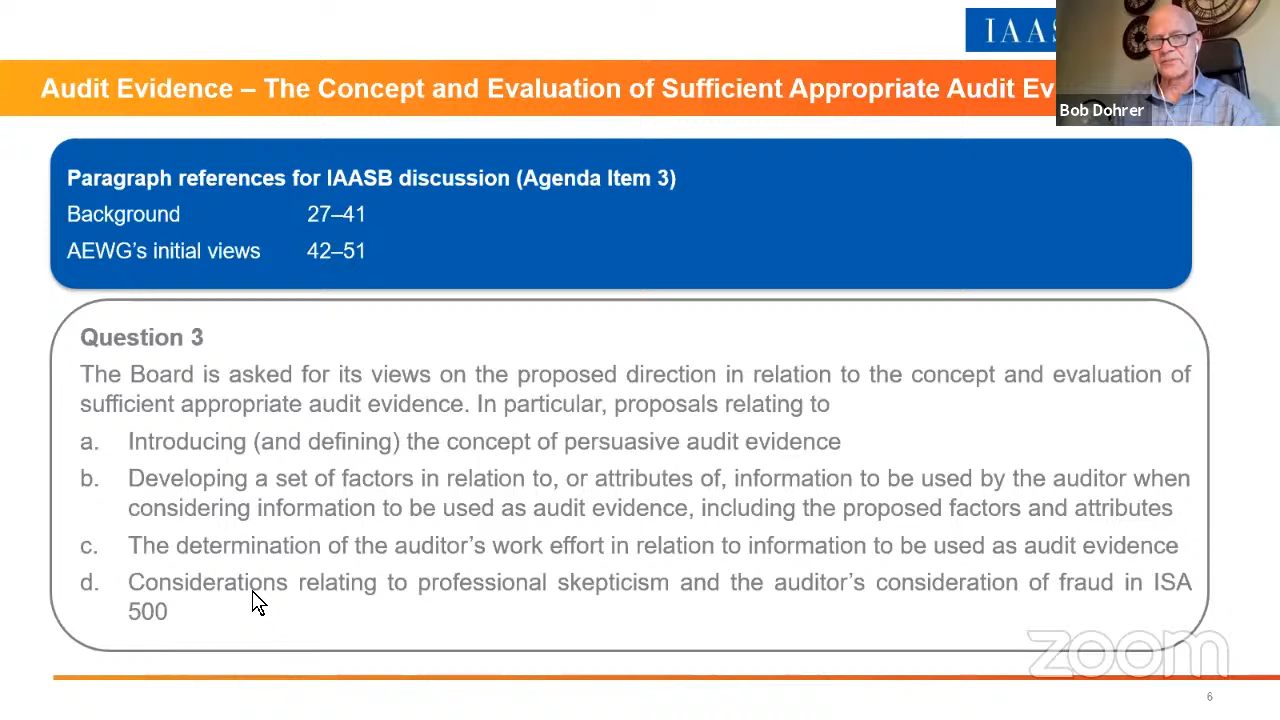 IAAS
Audit Evidence – The Concept and Evaluation of Sufficient Appropriate Audit Ev
Bob Dohrer
Paragraph references for IAASB discussion (Agenda Item 3)
Background 27–41
AEWG's initial views 42–51
Question 3
The Board is asked for its views on the proposed direction in relation to the concept and evaluation of
sufficient appropriate audit evidence. In particular, proposals relating to
a. Introducing (and defining) the concept of persuasive audit evidence
b. Developing a set of factors in relation to, or attributes of, information to be used by the auditor when
considering information to be used as audit evidence, including the proposed factors and attributes
c. The determination of the auditor's work effort in relation to information to be used as audit evidence
d. Considerations relating to professional skepticism and the auditor's consideration of fraud in ISA
500
zoom
6